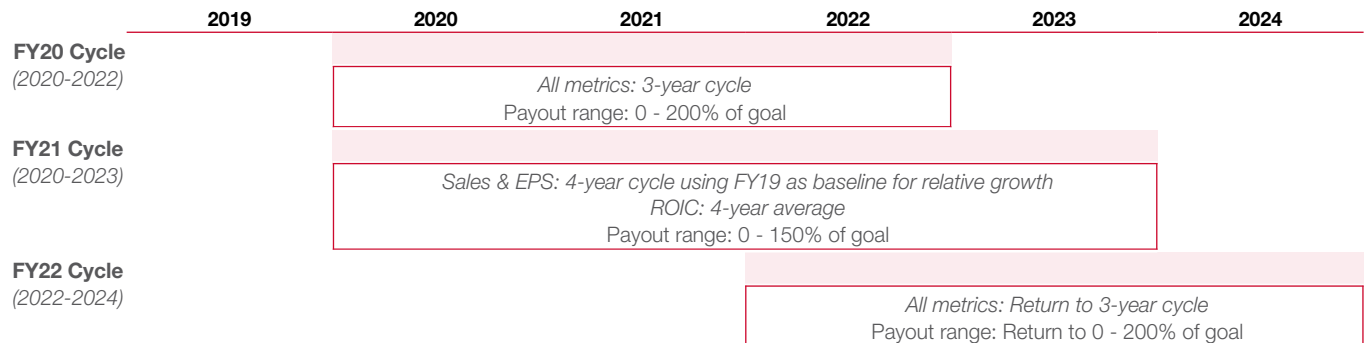 2019 2020 2021 2022 2023 2024
FY20 Cycle
(2020-2022)
All metrics: 3-year cycle
Payout range: 0 - 200% of goal
FY21 Cycle
(2020-2023)
Sales & EPS: 4-year cycle using FY19 as baseline for relative growth
ROIC: 4-year average
Payout range: 0 - 150% of goal
FY22 Cycle
(2022-2024)
All metrics: Return to 3-year cycle
Payout range: Return to 0 - 200% of goal